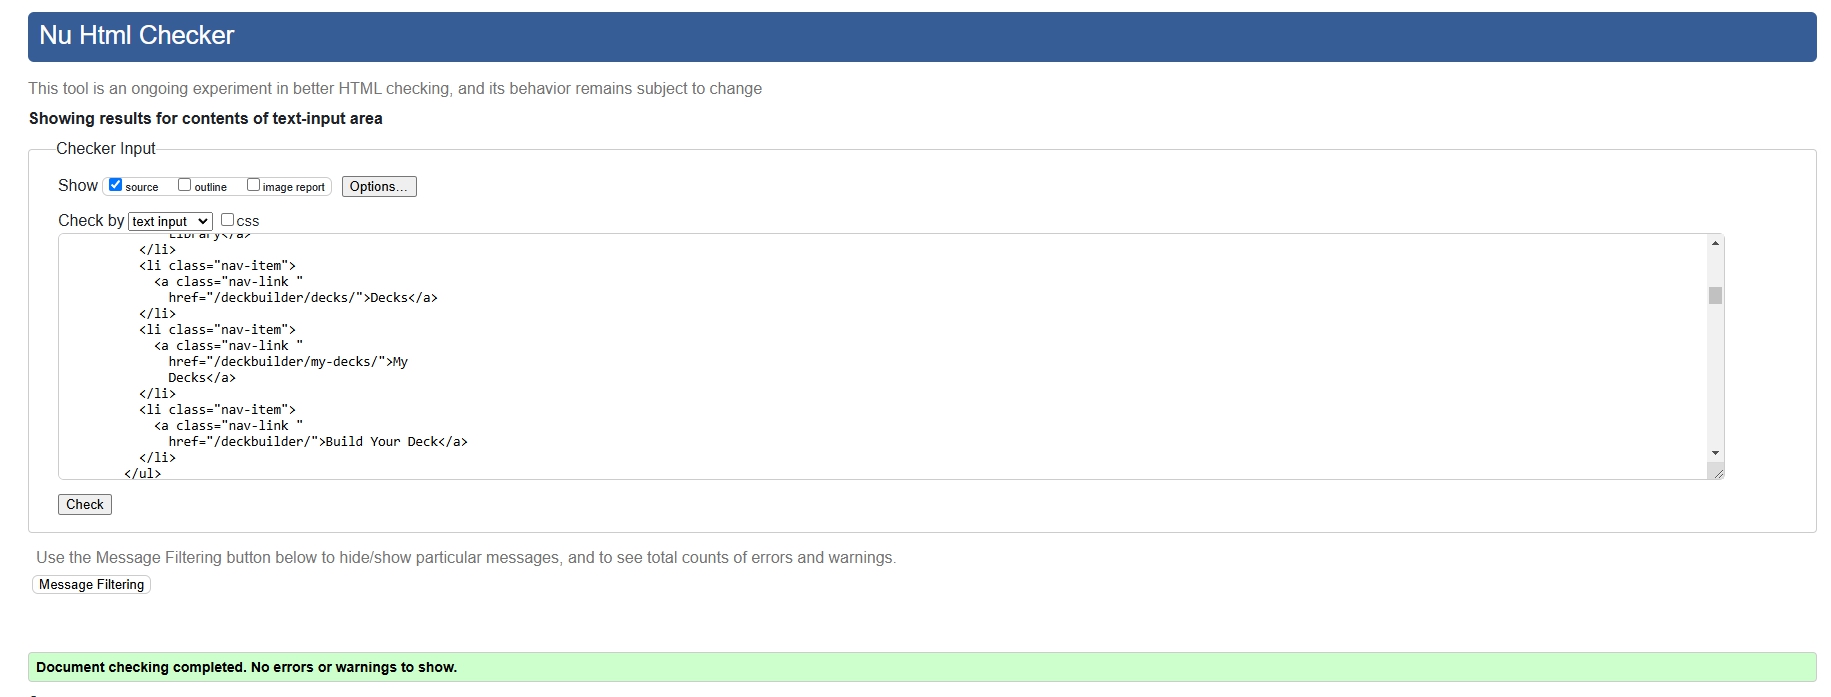 Nu Html Checker
This tool is an ongoing experiment in better HTML checking, and its behavior remains subject to change
Showing results for contents of text-input area
Checker Input
Show source outline image report Options...
Check by text input css
Library</a>
</li>
<li class="nav-item">
<a class="nav-link "
href="/deckbuilder/decks/">Decks</a>
</li>
<li class="nav-item">
<a class="nav-link "
href="/deckbuilder/my-decks/">My
Decks</a>
</li>
<li class="nav-item">
<a class="nav-link "
href="/deckbuilder/">Build Your Deck</a>
</li>
</ul>
Check
Use the Message Filtering button below to hide/show particular messages, and to see total counts of errors and warnings.
Message Filtering
Document checking completed. No errors or warnings to show.